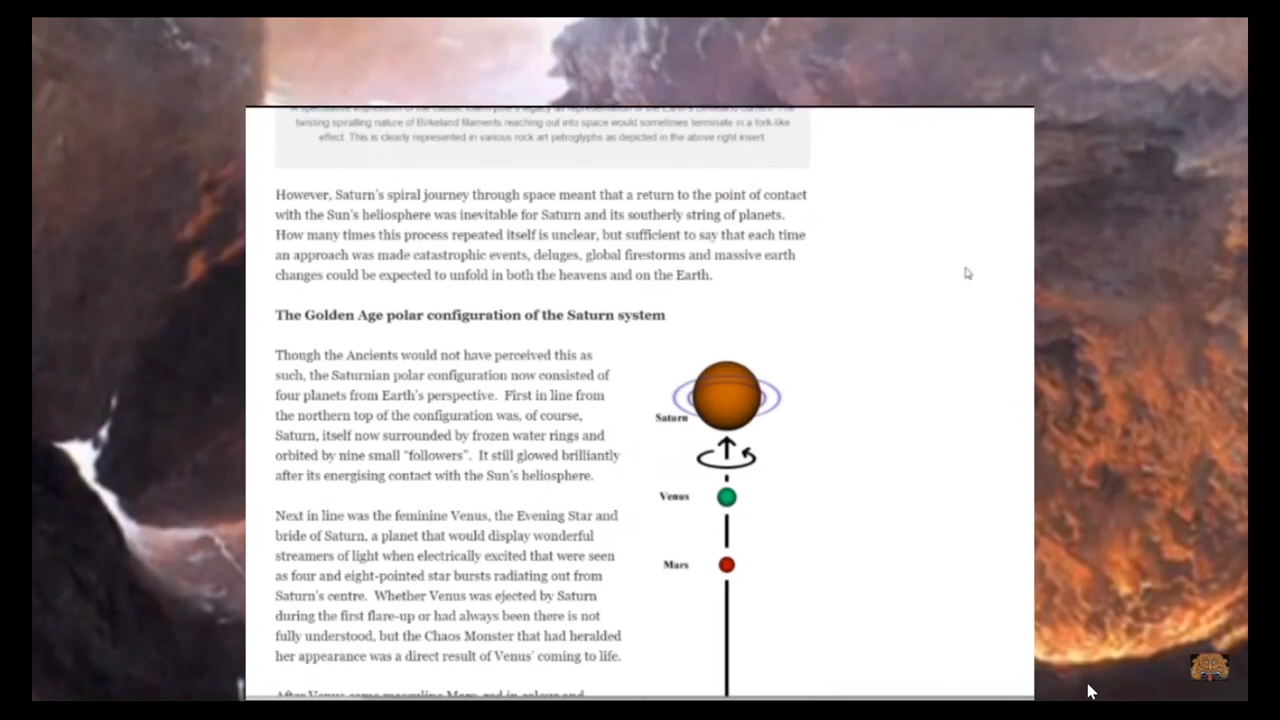 twisting spiralling nature of Birkeland filaments reaching out into space would sometimes terminate in a fork-like
effect. This is clearly represented in various rock art petroglyphs as depicted in the above right insert
However, Saturn's spiral journey through space meant that a return to the point of contact
with the Sun's heliosphere was inevitable for Saturn and its southerly string of planets.
How many times this process repeated itself is unclear, but sufficient to say that each time
an approach was made catastrophic events, deluges, global firestorms and massive earth
changes could be expected to unfold in both the heavens and on the Earth.
The Golden Age polar configuration of the Saturn system
Though the Ancients would not have perceived this as
such, the Saturnian polar configuration now consisted of
four planets from Earth's perspective. First in line from
the northern top of the configuration was, of course,
Saturn, itself now surrounded by frozen water rings and
orbited by nine small "followers". It still glowed brilliantly
after its energising contact with the Sun's heliosphere.
Next in line was the feminine Venus, the Evening Star and
bride of Saturn, a planet that would display wonderful
streamers of light when electrically excited that were seen
as four and eight-pointed star bursts radiating out from
Saturn's centre. Whether Venus was ejected by Saturn
during the first flare-up or had always been there is not
fully understood, but the Chaos Monster that had heralded
her appearance was a direct result of Venus' coming to life.
Saturn
Venus
Mars